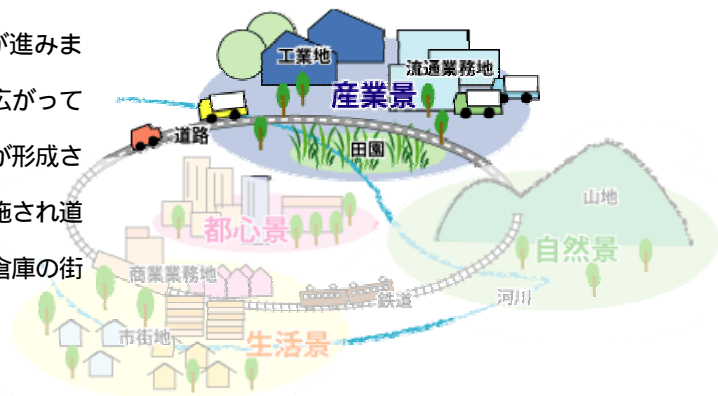 が進みま
広がって
が形成さ
施され道
倉庫の街
工業地
流通業務地
産業景
道路
田園
山地
都心景
自然景
商業業務地
鉄道
河川
市街地
生活景